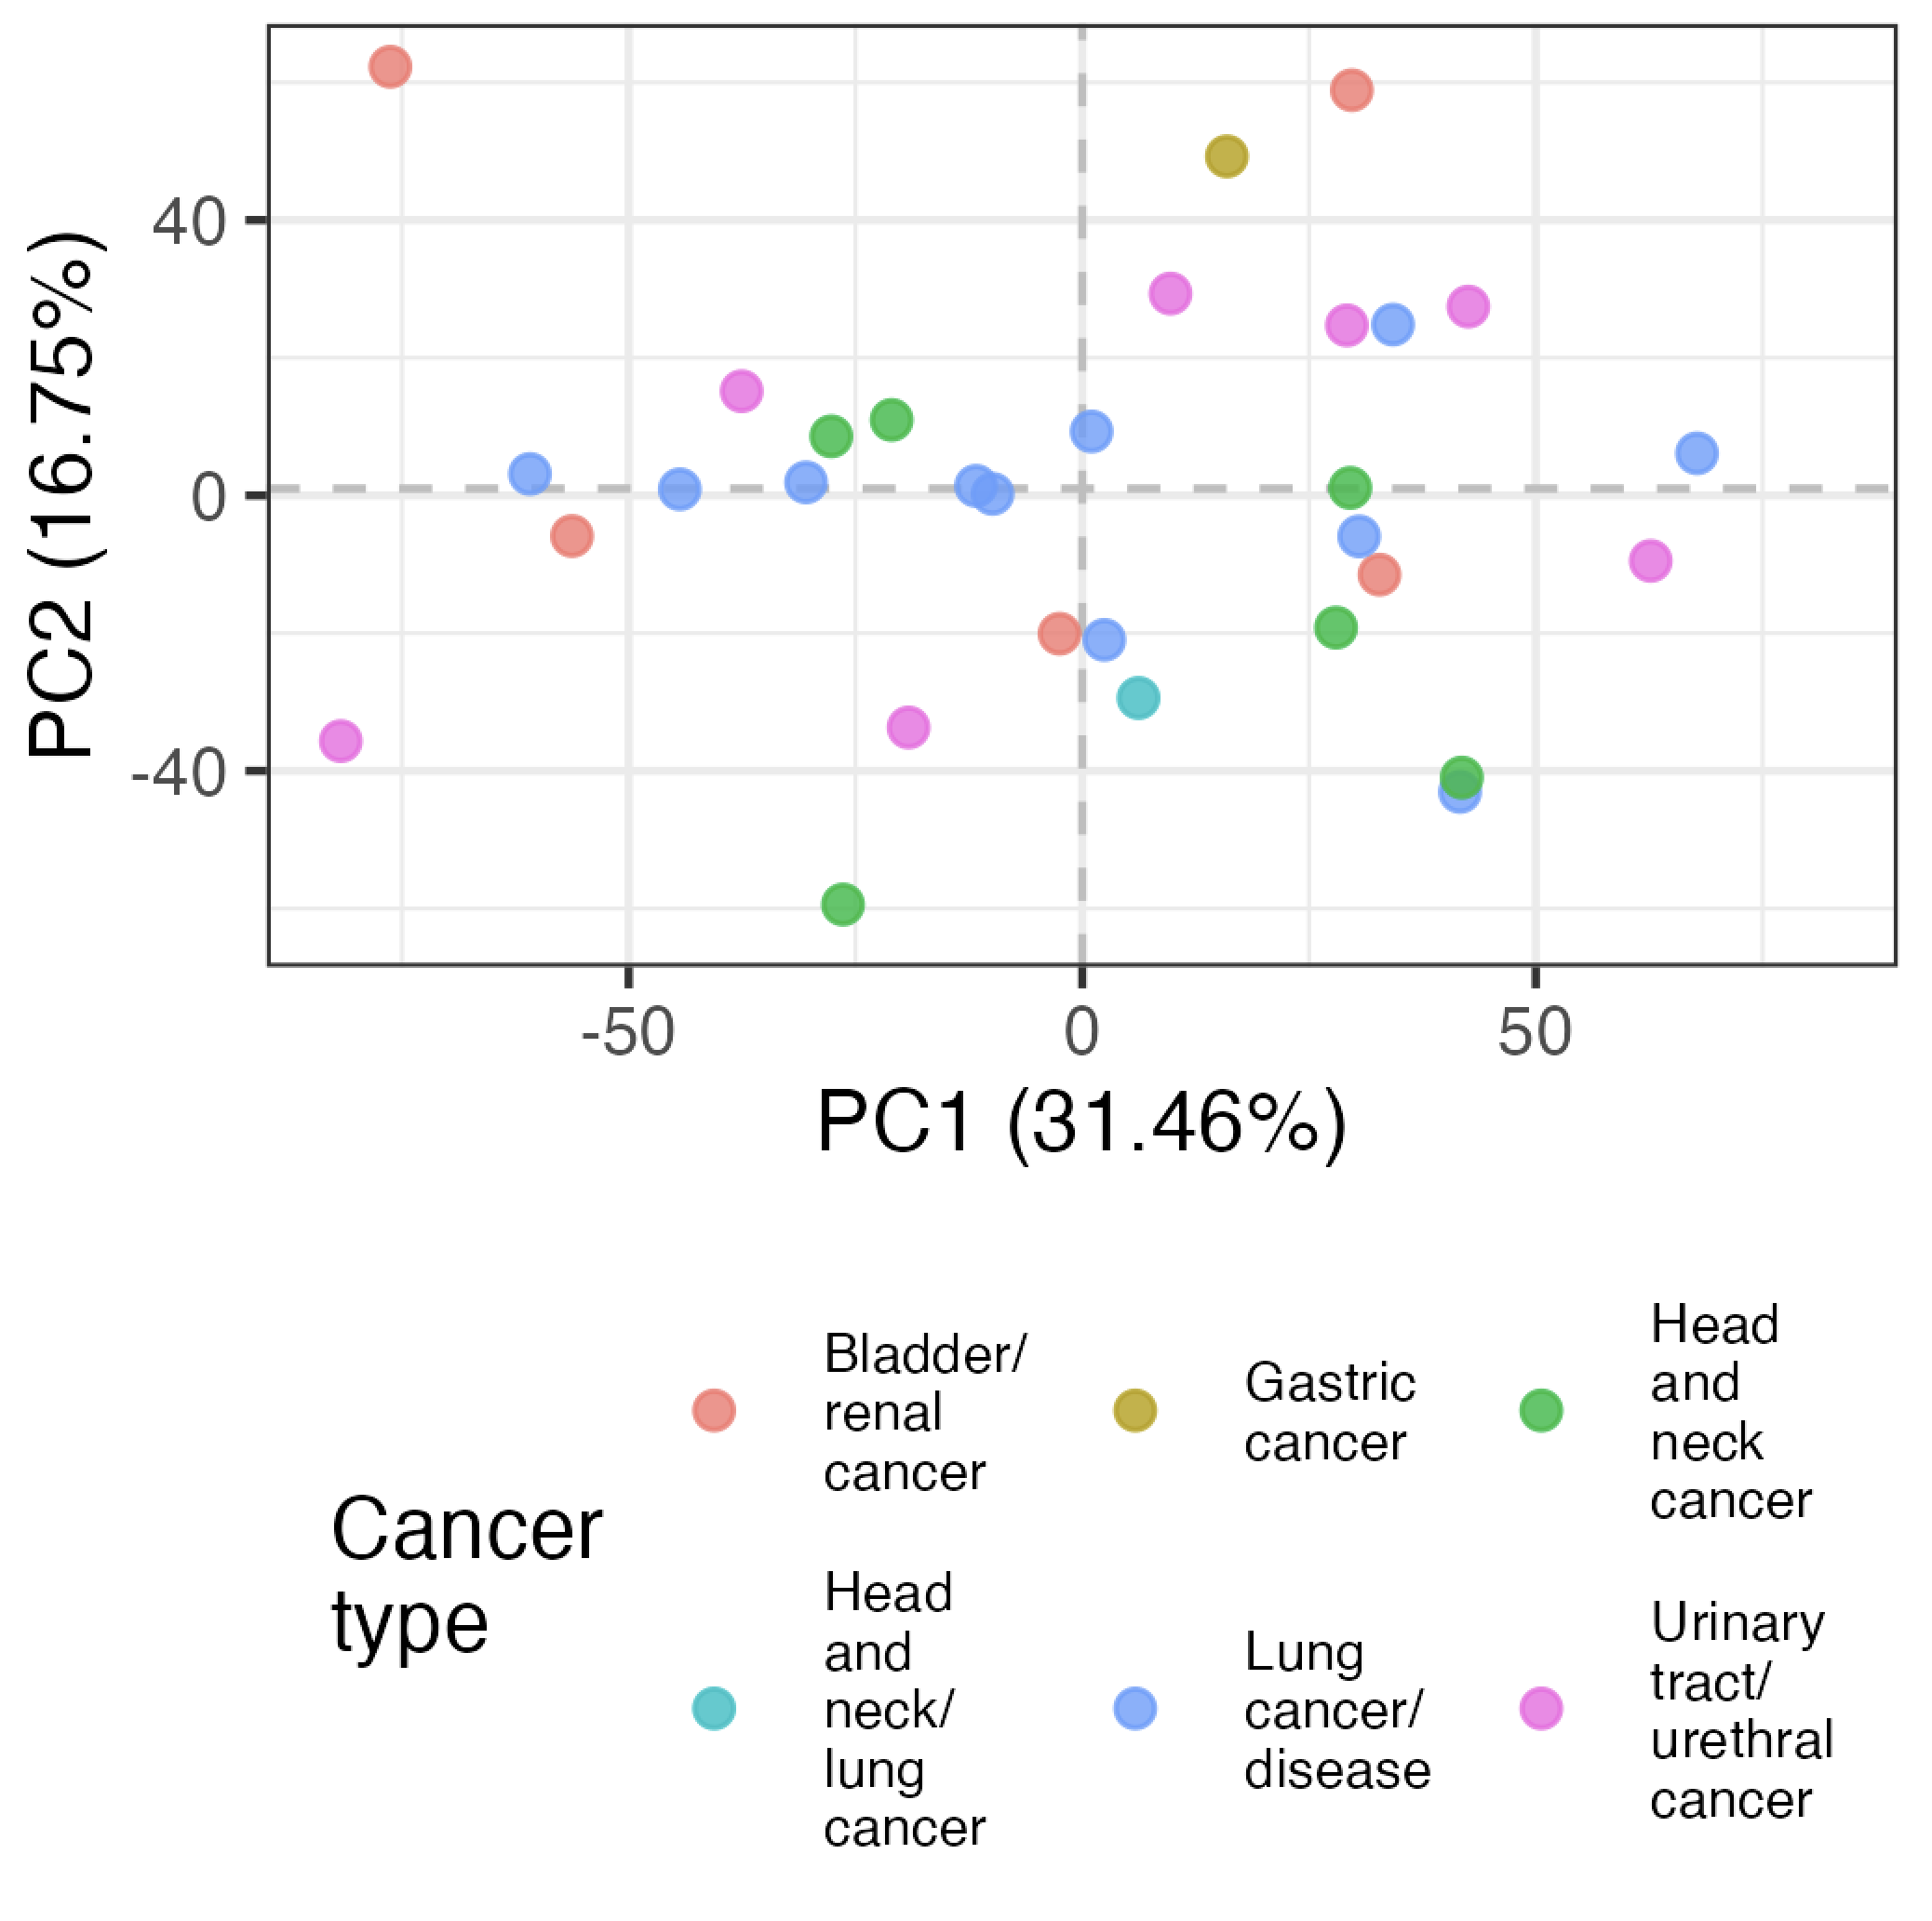 PC2 (16.75%)
40
0
-40
-50
0
50
PC1 (31.46%)
Cancer
type
Bladder/
renal
cancer
Gastric
cancer
Head
and
neck
cancer
Head
and
neck/
lung
cancer
Lung
cancer/
disease
Urinary
tract/
urethral
cancer